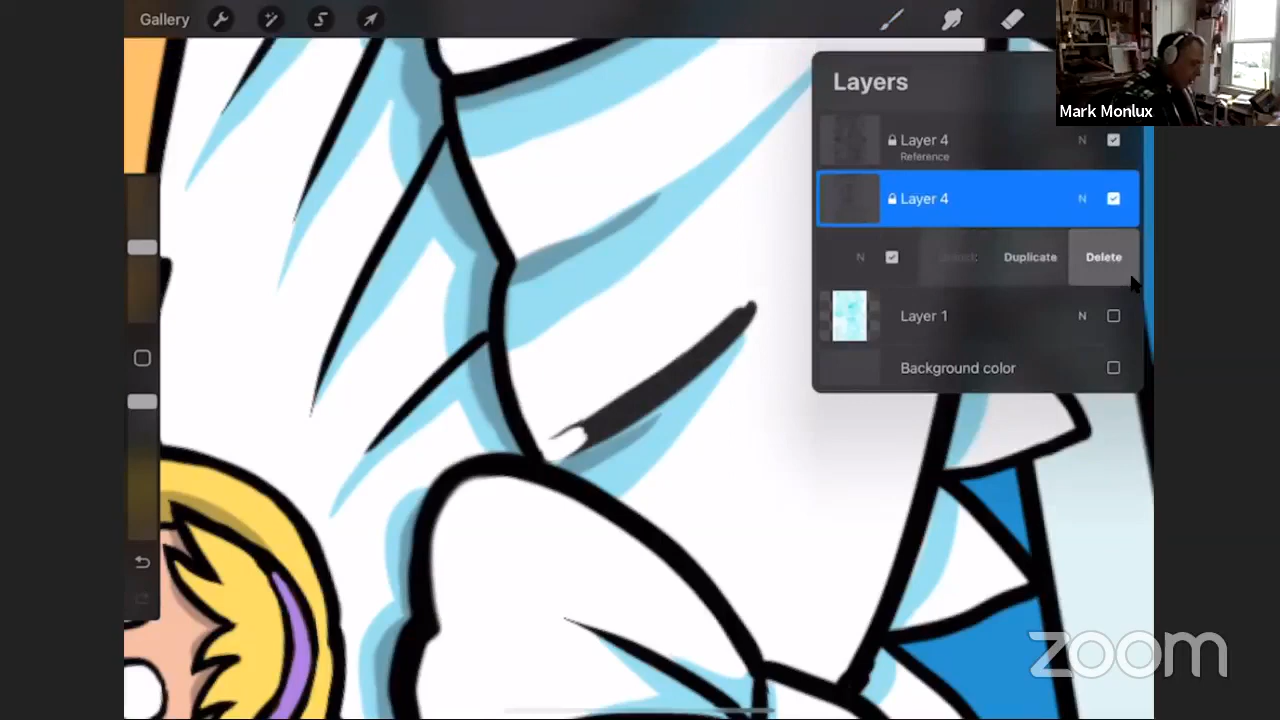 Gallery
Layers
Mark Monlux
Layer 4
N
Reference
Layer 4
N
N
Duplicate
Delete
Layer 1
N
Background color
zoom